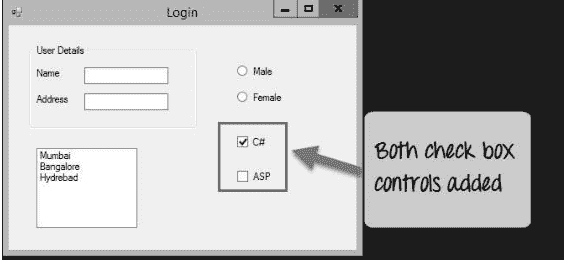 Login
User Details
Name
Address
Male
Female
C#
ASP
Mumbai
Bangalore
Hydrebad
Both check box
controls added